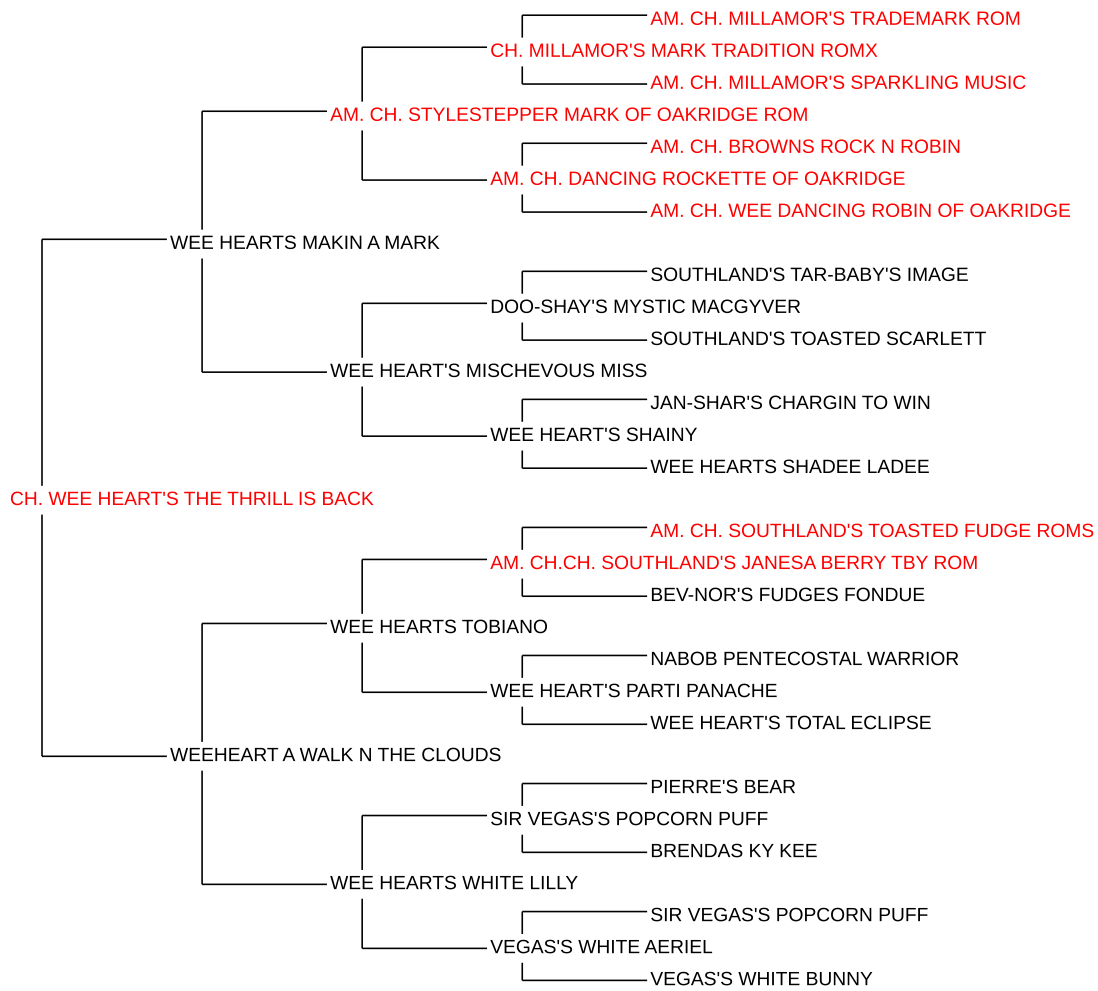 AM. CH. MILLAMOR'S TRADEMARK ROM
CH. MILLAMOR'S MARK TRADITION ROMX
AM. CH. MILLAMOR'S SPARKLING MUSIC
AM. CH. STYLESTEPPER MARK OF OAKRIDGE ROM
AM. CH. BROWNS ROCK N ROBIN
AM. CH. DANCING ROCKETTE OF OAKRIDGE
AM. CH. WEE DANCING ROBIN OF OAKRIDGE
WEE HEARTS MAKIN A MARK
SOUTHLAND'S TAR-BABY'S IMAGE
DOO-SHAY'S MYSTIC MACGYVER
SOUTHLAND'S TOASTED SCARLETT
WEE HEART'S MISCHEVOUS MISS
JAN-SHAR'S CHARGIN TO WIN
WEE HEART'S SHAINY
WEE HEARTS SHADEE LADEE
CH. WEE HEART'S THE THRILL IS BACK
AM. CH. SOUTHLAND'S TOASTED FUDGE ROMS
AM. CH.CH. SOUTHLAND'S JANESA BERRY TBY ROM
BEV-NOR'S FUDGES FONDUE
WEE HEARTS TOBIANO
NABOB PENTECOSTAL WARRIOR
WEE HEART'S PARTI PANACHE
WEE HEART'S TOTAL ECLIPSE
WEEHEART A WALK N THE CLOUDS
PIERRE'S BEAR
SIR VEGAS'S POPCORN PUFF
BRENDAS KY KEE
WEE HEARTS WHITE LILLY
SIR VEGAS'S POPCORN PUFF
VEGAS'S WHITE AERIEL
VEGAS'S WHITE BUNNY